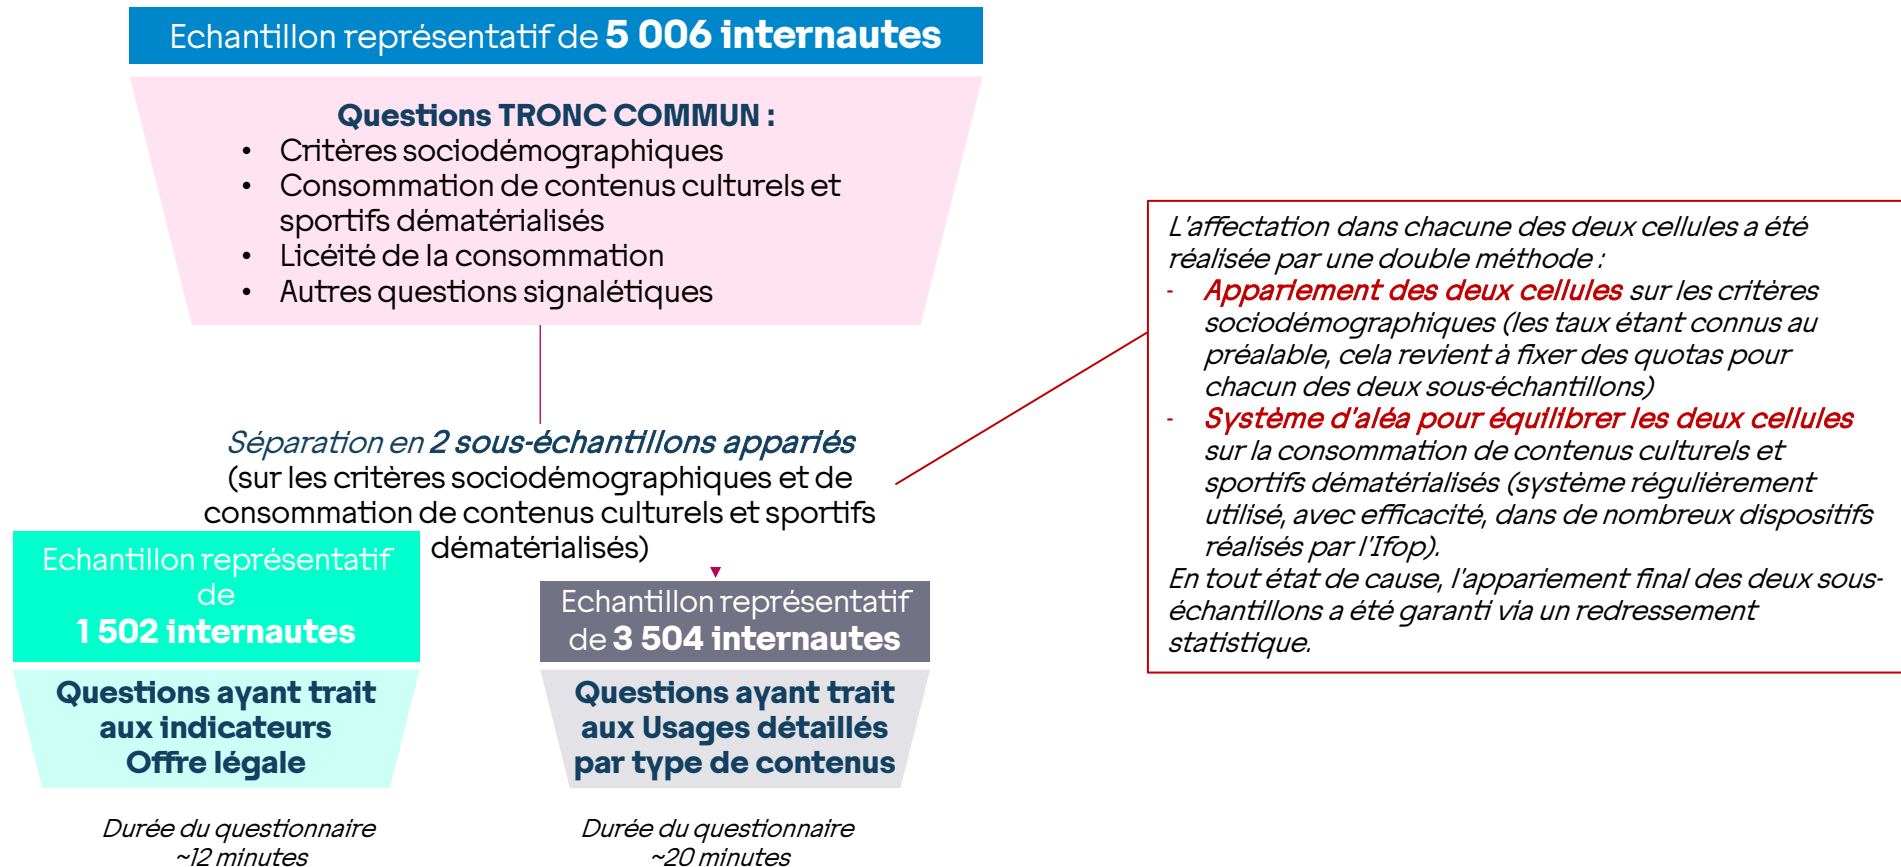 Echantillon représentatif de 5 006 internautes
Questions TRONC COMMUN :
• Critères sociodémographiques
• Consommation de contenus culturels et
sportifs dématérialisés
• Licéité de la consommation
• Autres questions signalétiques
Séparation en 2 sous-échantillons appariés
(sur les critères sociodémographiques et de
consommation de contenus culturels et sportifs
dématérialisés)
Echantillon représentatif
de
1 502 internautes
Questions ayant trait
aux indicateurs
Offre légale
Durée du questionnaire
~12 minutes
Echantillon représentatif
de 3 504 internautes
Questions ayant trait
aux Usages détaillés
par type de contenus
Durée du questionnaire
~20 minutes
L'affectation dans chacune des deux cellules a été
réalisée par une double méthode :
- Appariement des deux cellules sur les critères
sociodémographiques (les taux étant connus au
préalable, cela revient à fixer des quotas pour
chacun des deux sous-échantillons)
- Système d'aléa pour équilibrer les deux cellules
sur la consommation de contenus culturels et
sportifs dématérialisés (système régulièrement
utilisé, avec efficacité, dans de nombreux dispositifs
réalisés par l'Ifop).
En tout état de cause, l'appariement final des deux sous-
échantillons a été garanti via un redressement
statistique.